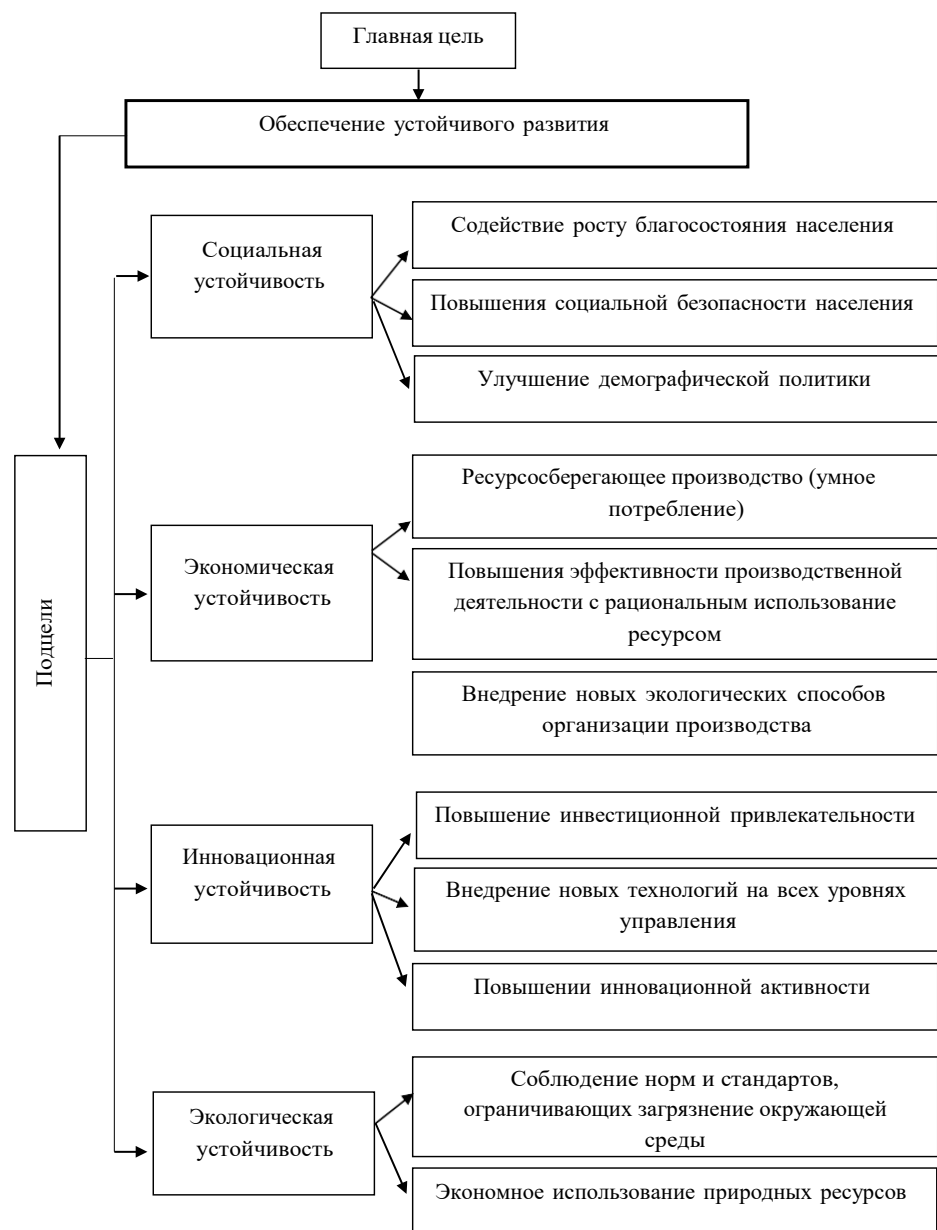 Главная цель
Обеспечение устойчивого развития
Социальная
устойчивость
Содействие росту благосостояния населения
Повышения социальной безопасности населения
Улучшение демографической политики
Подцели
Экономическая
устойчивость
Ресурсосберегающее производство (умное
потребление)
Повышения эффективности производственной
деятельности с рациональным использование
ресурсом
Внедрение новых экологических способов
организации производства
Инновационная
устойчивость
Повышение инвестиционной привлекательности
Внедрение новых технологий на всех уровнях
управления
Повышении инновационной активности
Экологическая
устойчивость
Соблюдение норм и стандартов,
ограничивающих загрязнение окружающей
среды
Экономное использование природных ресурсов